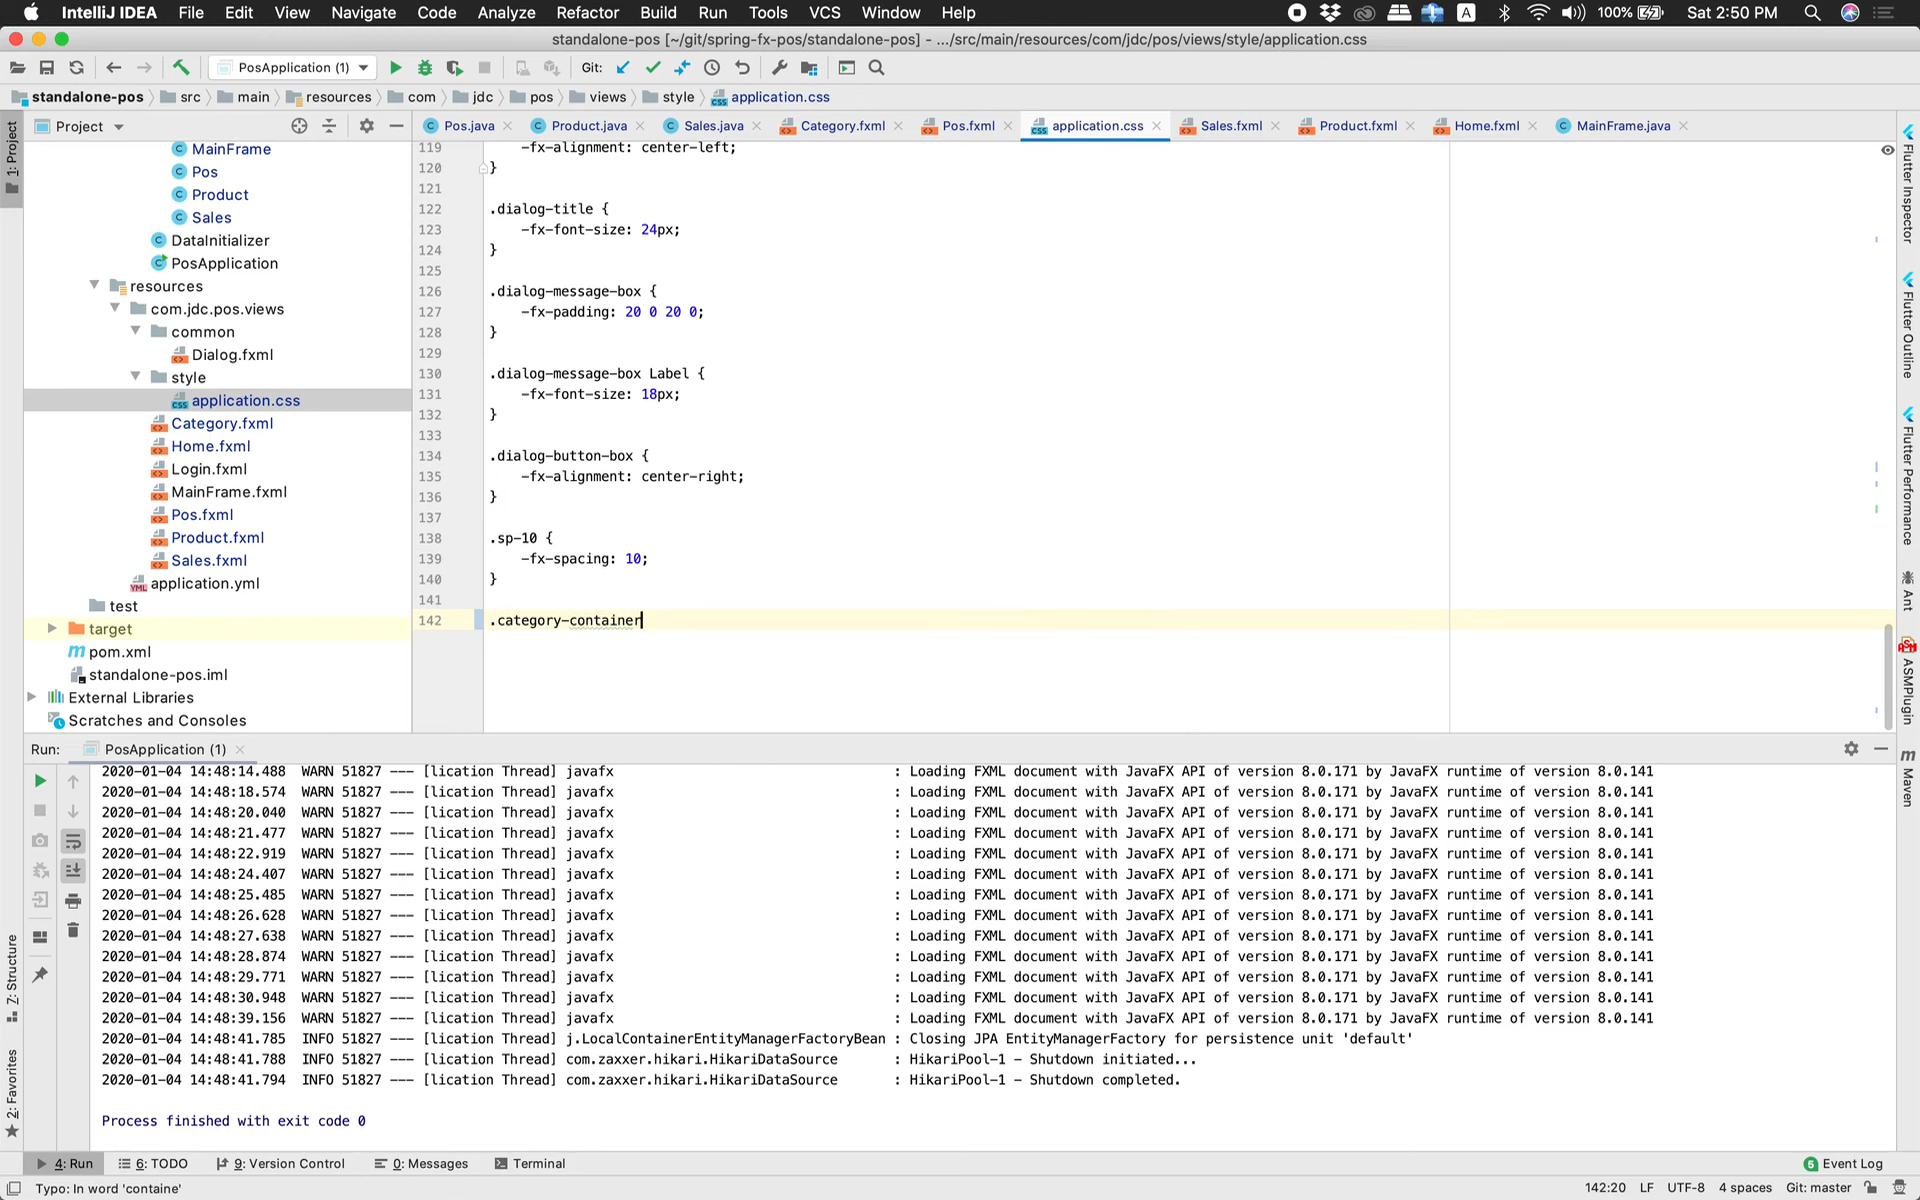 IntelliJ IDEA File Edit View Navigate Code Analyze Refactor Build Run Tools VCS Window Help 100% Sat 2:50 PM
standalone-pos [~/git/spring-fx-pos/standalone-pos] - .../src/main/resources/com/jdc/pos/views/style/application.css
PosApplication (1) Git:
standalone-pos src main resources com jdc pos views style application.css
Project Pos.java Product.java Sales.java Category.fxml Pos.fxml application.css Sales.fxml Product.fxml Home.fxml MainFrame.java
1: Project
MainFrame
Pos
Product
Sales
DataInitializer
PosApplication
resources
com.jdc.pos.views
common
Dialog.fxml
style
application.css
Category.fxml
Home.fxml
Login.fxml
MainFrame.fxml
Pos.fxml
Product.fxml
Sales.fxml
application.yml
test
target
pom.xml
standalone-pos.iml
External Libraries
Scratches and Consoles
119 -fx-alignment: center-left;
120 }
121
122 .dialog-title {
123 -fx-font-size: 24px;
124 }
125
126 .dialog-message-box {
127 -fx-padding: 20 0 20 0;
128 }
129
130 .dialog-message-box Label {
131 -fx-font-size: 18px;
132 }
133
134 .dialog-button-box {
135 -fx-alignment: center-right;
136 }
137
138 .sp-10 {
139 -fx-spacing: 10;
140 }
141
142 .category-container
Flutter Inspector
Flutter Outline
Flutter Performance
Ant
ASMPlugin
Maven
Run: PosApplication (1)
2020-01-04 14:48:14.488 WARN 51827 --- [lication Thread] javafx : Loading FXML document with JavaFX API of version 8.0.171 by JavaFX runtime of version 8.0.141
2020-01-04 14:48:18.574 WARN 51827 --- [lication Thread] javafx : Loading FXML document with JavaFX API of version 8.0.171 by JavaFX runtime of version 8.0.141
2020-01-04 14:48:20.040 WARN 51827 --- [lication Thread] javafx : Loading FXML document with JavaFX API of version 8.0.171 by JavaFX runtime of version 8.0.141
2020-01-04 14:48:21.477 WARN 51827 --- [lication Thread] javafx : Loading FXML document with JavaFX API of version 8.0.171 by JavaFX runtime of version 8.0.141
2020-01-04 14:48:22.919 WARN 51827 --- [lication Thread] javafx : Loading FXML document with JavaFX API of version 8.0.171 by JavaFX runtime of version 8.0.141
2020-01-04 14:48:24.407 WARN 51827 --- [lication Thread] javafx : Loading FXML document with JavaFX API of version 8.0.171 by JavaFX runtime of version 8.0.141
2020-01-04 14:48:25.485 WARN 51827 --- [lication Thread] javafx : Loading FXML document with JavaFX API of version 8.0.171 by JavaFX runtime of version 8.0.141
2020-01-04 14:48:26.628 WARN 51827 --- [lication Thread] javafx : Loading FXML document with JavaFX API of version 8.0.171 by JavaFX runtime of version 8.0.141
2020-01-04 14:48:27.638 WARN 51827 --- [lication Thread] javafx : Loading FXML document with JavaFX API of version 8.0.171 by JavaFX runtime of version 8.0.141
2020-01-04 14:48:28.874 WARN 51827 --- [lication Thread] javafx : Loading FXML document with JavaFX API of version 8.0.171 by JavaFX runtime of version 8.0.141
2020-01-04 14:48:29.771 WARN 51827 --- [lication Thread] javafx : Loading FXML document with JavaFX API of version 8.0.171 by JavaFX runtime of version 8.0.141
2020-01-04 14:48:30.948 WARN 51827 --- [lication Thread] javafx : Loading FXML document with JavaFX API of version 8.0.171 by JavaFX runtime of version 8.0.141
2020-01-04 14:48:39.156 WARN 51827 --- [lication Thread] javafx : Loading FXML document with JavaFX API of version 8.0.171 by JavaFX runtime of version 8.0.141
2020-01-04 14:48:41.785 INFO 51827 --- [lication Thread] j.LocalContainerEntityManagerFactoryBean : Closing JPA EntityManagerFactory for persistence unit 'default'
2020-01-04 14:48:41.788 INFO 51827 --- [lication Thread] com.zaxxer.hikari.HikariDataSource : HikariPool-1 - Shutdown initiated...
2020-01-04 14:48:41.794 INFO 51827 --- [lication Thread] com.zaxxer.hikari.HikariDataSource : HikariPool-1 - Shutdown completed.
Process finished with exit code 0
Z: Structure
2: Favorites
4: Run 6: TODO 9: Version Control 0: Messages Terminal 5 Event Log
Typo: In word 'containe' 142:20 LF UTF-8 4 spaces Git: master